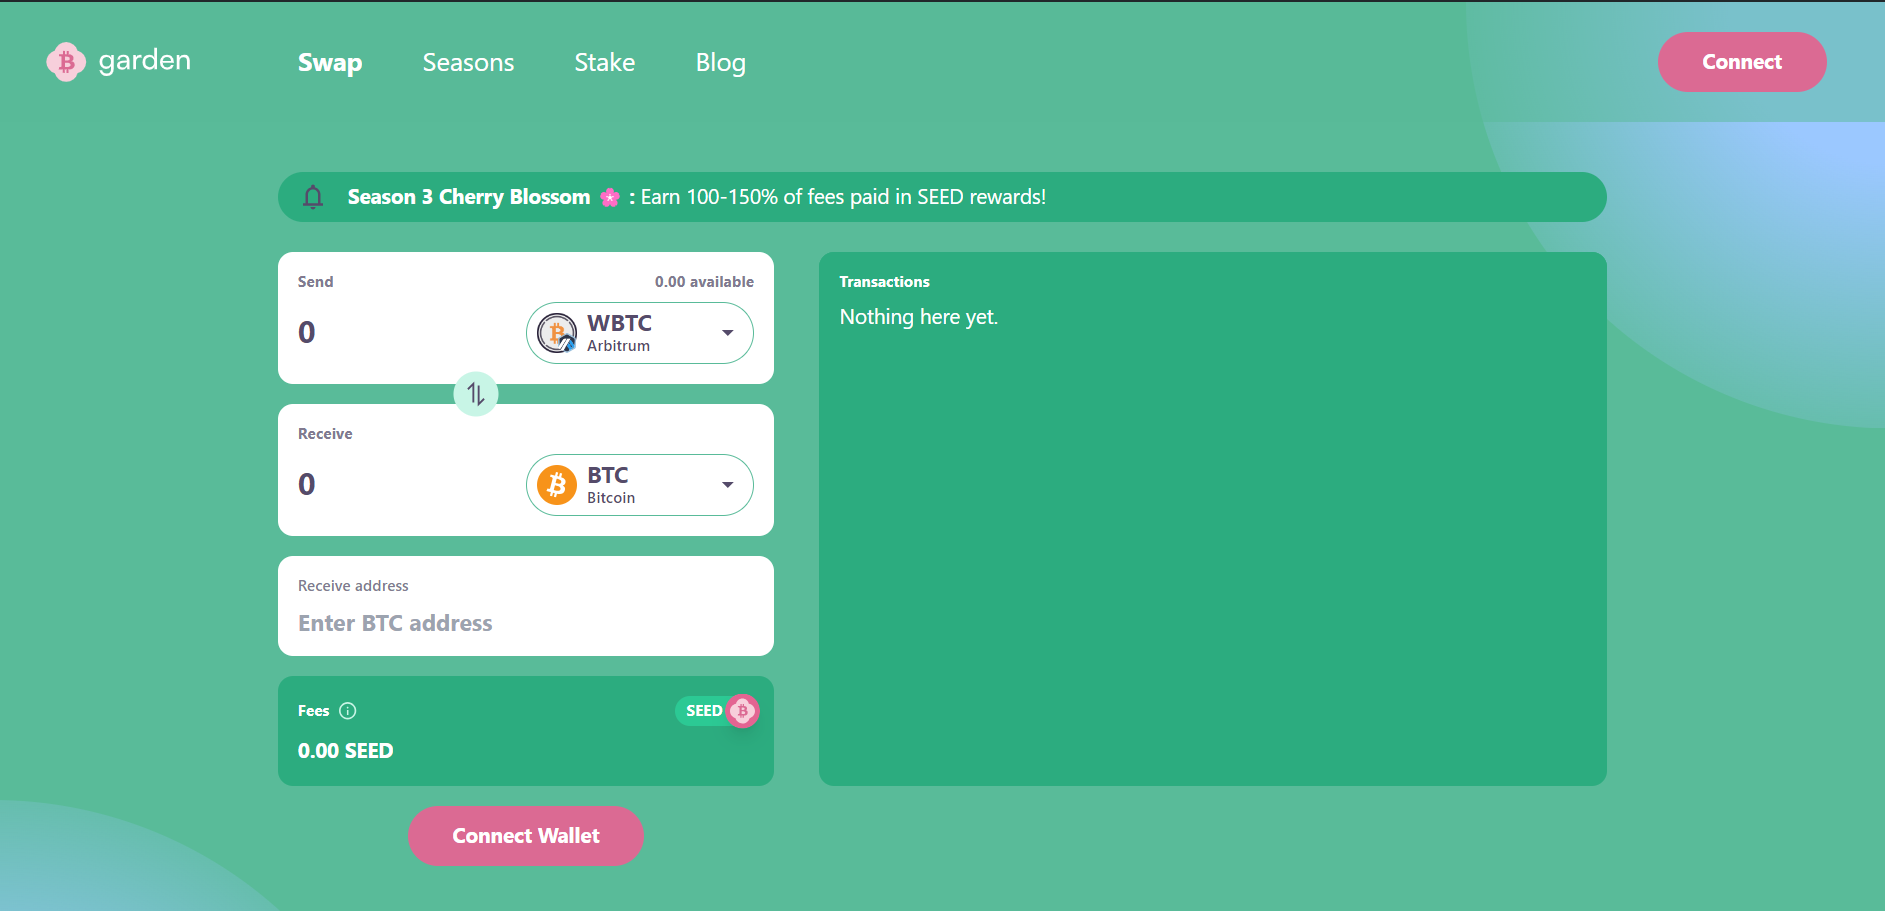 garden
Swap
Seasons
Stake
Blog
Connect
Season 3 Cherry Blossom 🌸 : Earn 100-150% of fees paid in SEED rewards!
Send
0.00 available
0
WBTC
Arbitrum
Receive
0
BTC
Bitcoin
Receive address
Enter BTC address
Fees
SEED
0.00 SEED
Connect Wallet
Transactions
Nothing here yet.